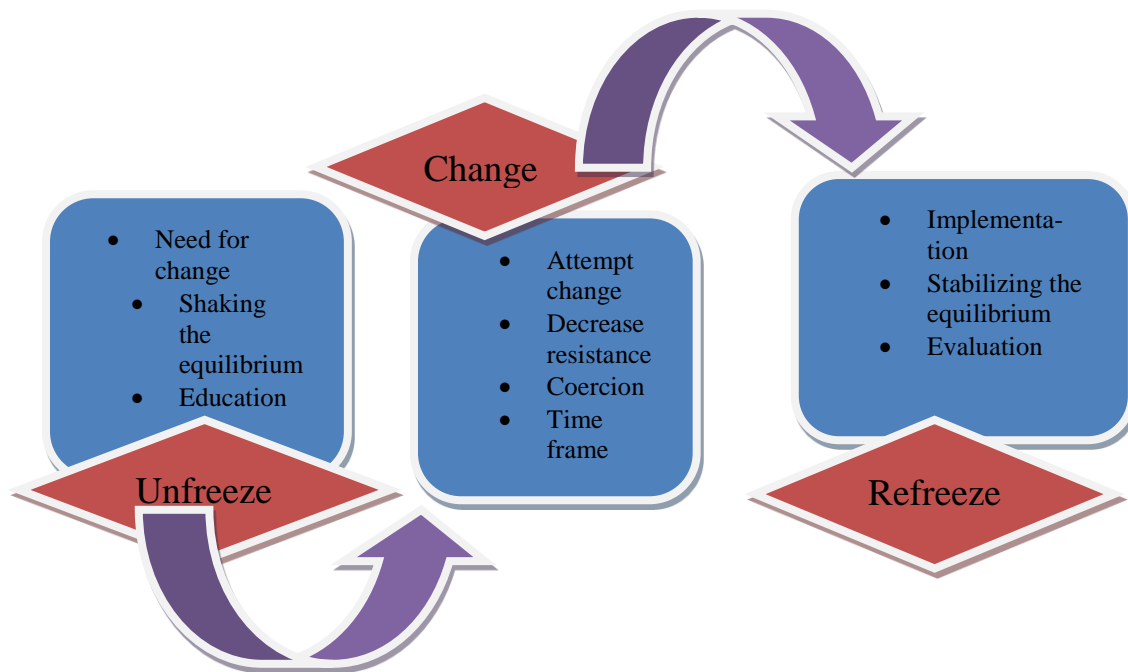 • Need for
change
• Shaking
the
equilibrium
• Education
Unfreeze
Change
• Attempt
change
• Decrease
resistance
• Coercion
• Time
frame
• Implementa-
tion
• Stabilizing the
equilibrium
• Evaluation
Refreeze